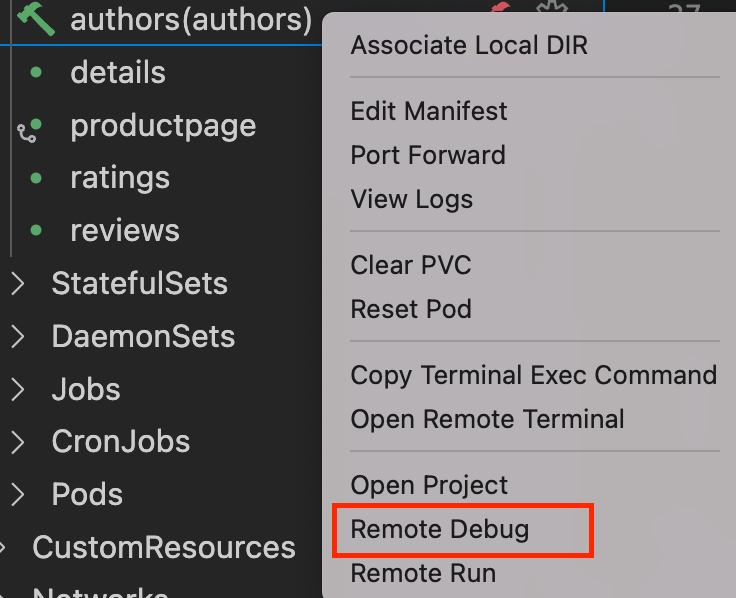 authors(authors)
details
productpage
ratings
reviews
StatefulSets
DaemonSets
Jobs
CronJobs
Pods
CustomResources
Networks
Associate Local DIR
Edit Manifest
Port Forward
View Logs
Clear PVC
Reset Pod
Copy Terminal Exec Command
Open Remote Terminal
Open Project
Remote Debug
Remote Run